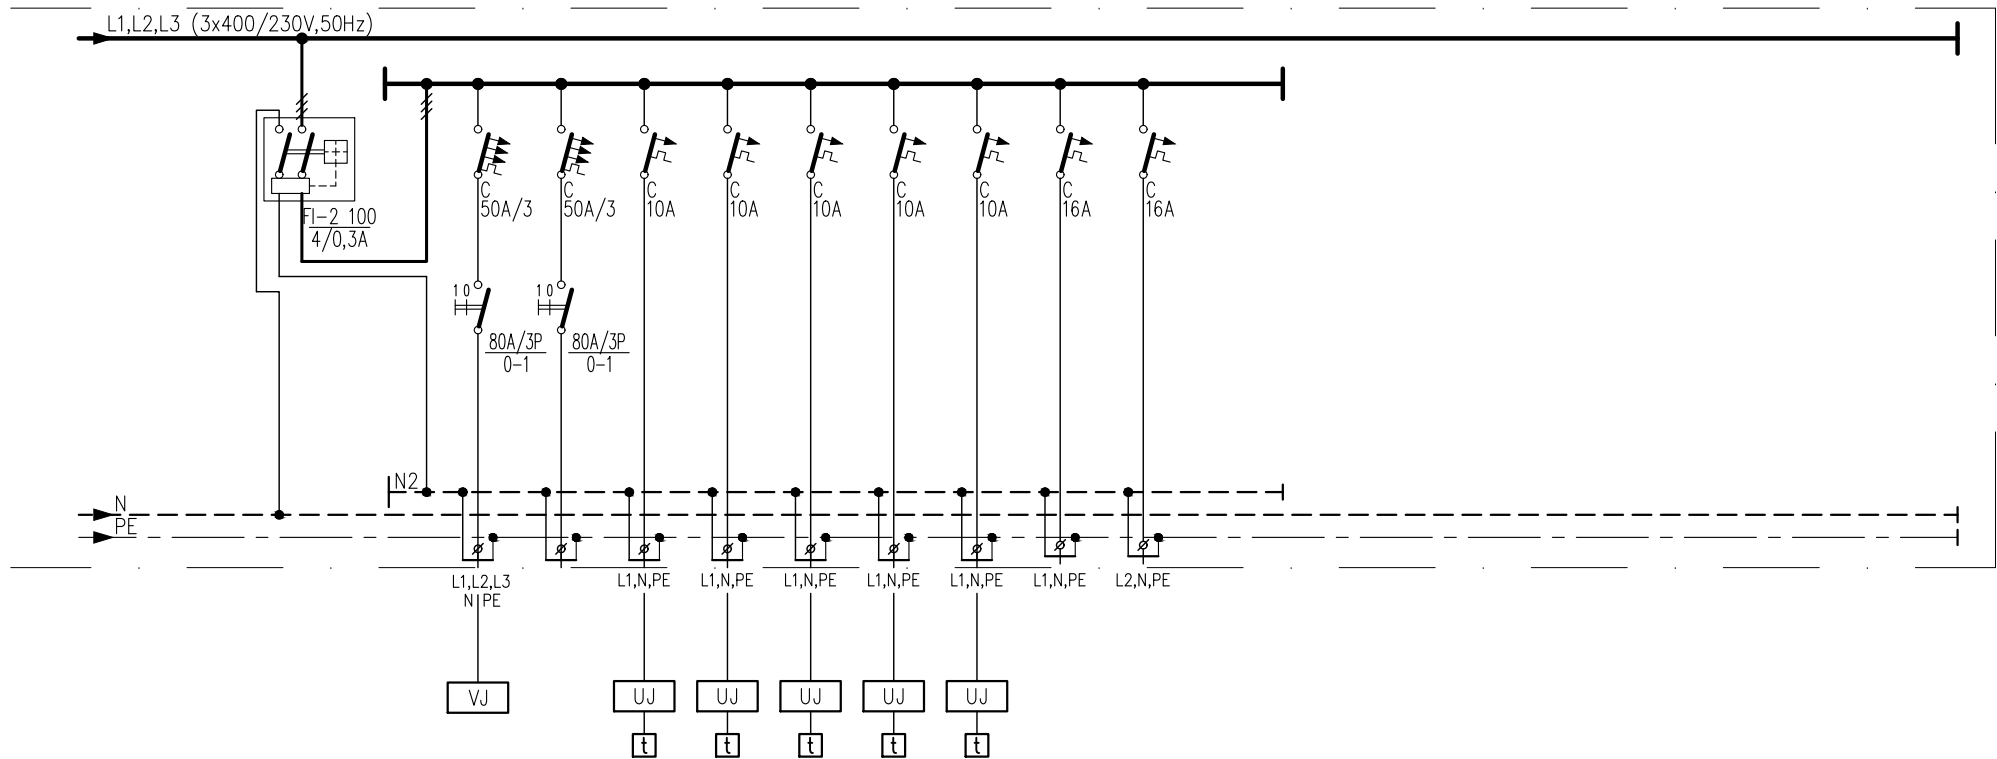 L1,L2,L3 (3x400/230V,50Hz)
C
50A/3
C
50A/3
C
10A
C
10A
C
10A
C
10A
C
10A
C
16A
C
16A
FI-2 100
4/0,3A
1 0
1 0
80A/3P
0-1
80A/3P
0-1
N2
N
PE
L1,L2,L3
N PE
L1,N,PE
L1,N,PE
L1,N,PE
L1,N,PE
L1,N,PE
L1,N,PE
L2,N,PE
VJ
UJ
UJ
UJ
UJ
UJ
t
t
t
t
t